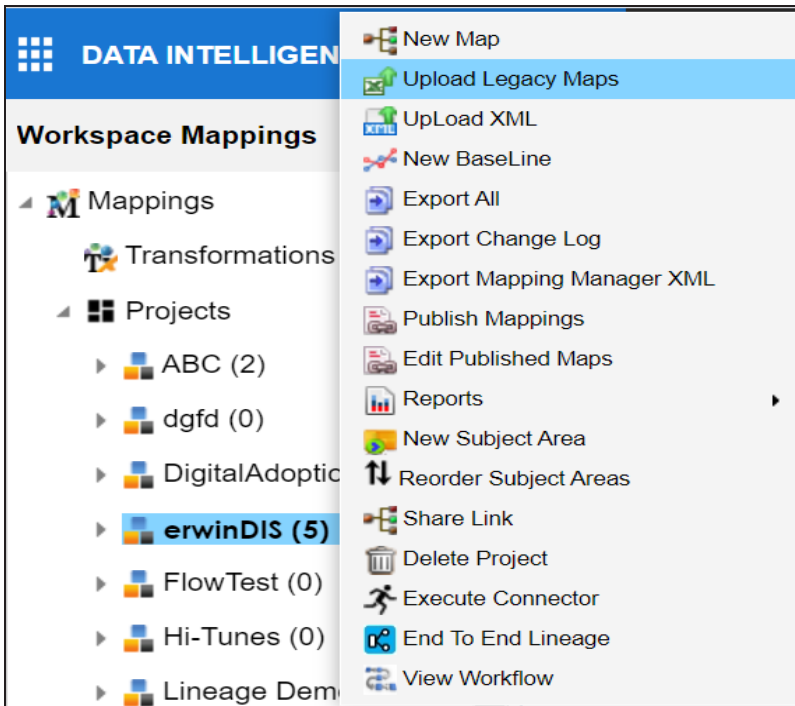 DATA INTELLIGEN
Workspace Mappings
Mappings
Transformations
Projects
ABC (2)
dgfd (0)
DigitalAdoptio
erwinDIS (5)
FlowTest (0)
Hi-Tunes (0)
Lineage Dem
New Map
Upload Legacy Maps
UpLoad XML
New BaseLine
Export All
Export Change Log
Export Mapping Manager XML
Publish Mappings
Edit Published Maps
Reports
New Subject Area
Reorder Subject Areas
Share Link
Delete Project
Execute Connector
End To End Lineage
View Workflow